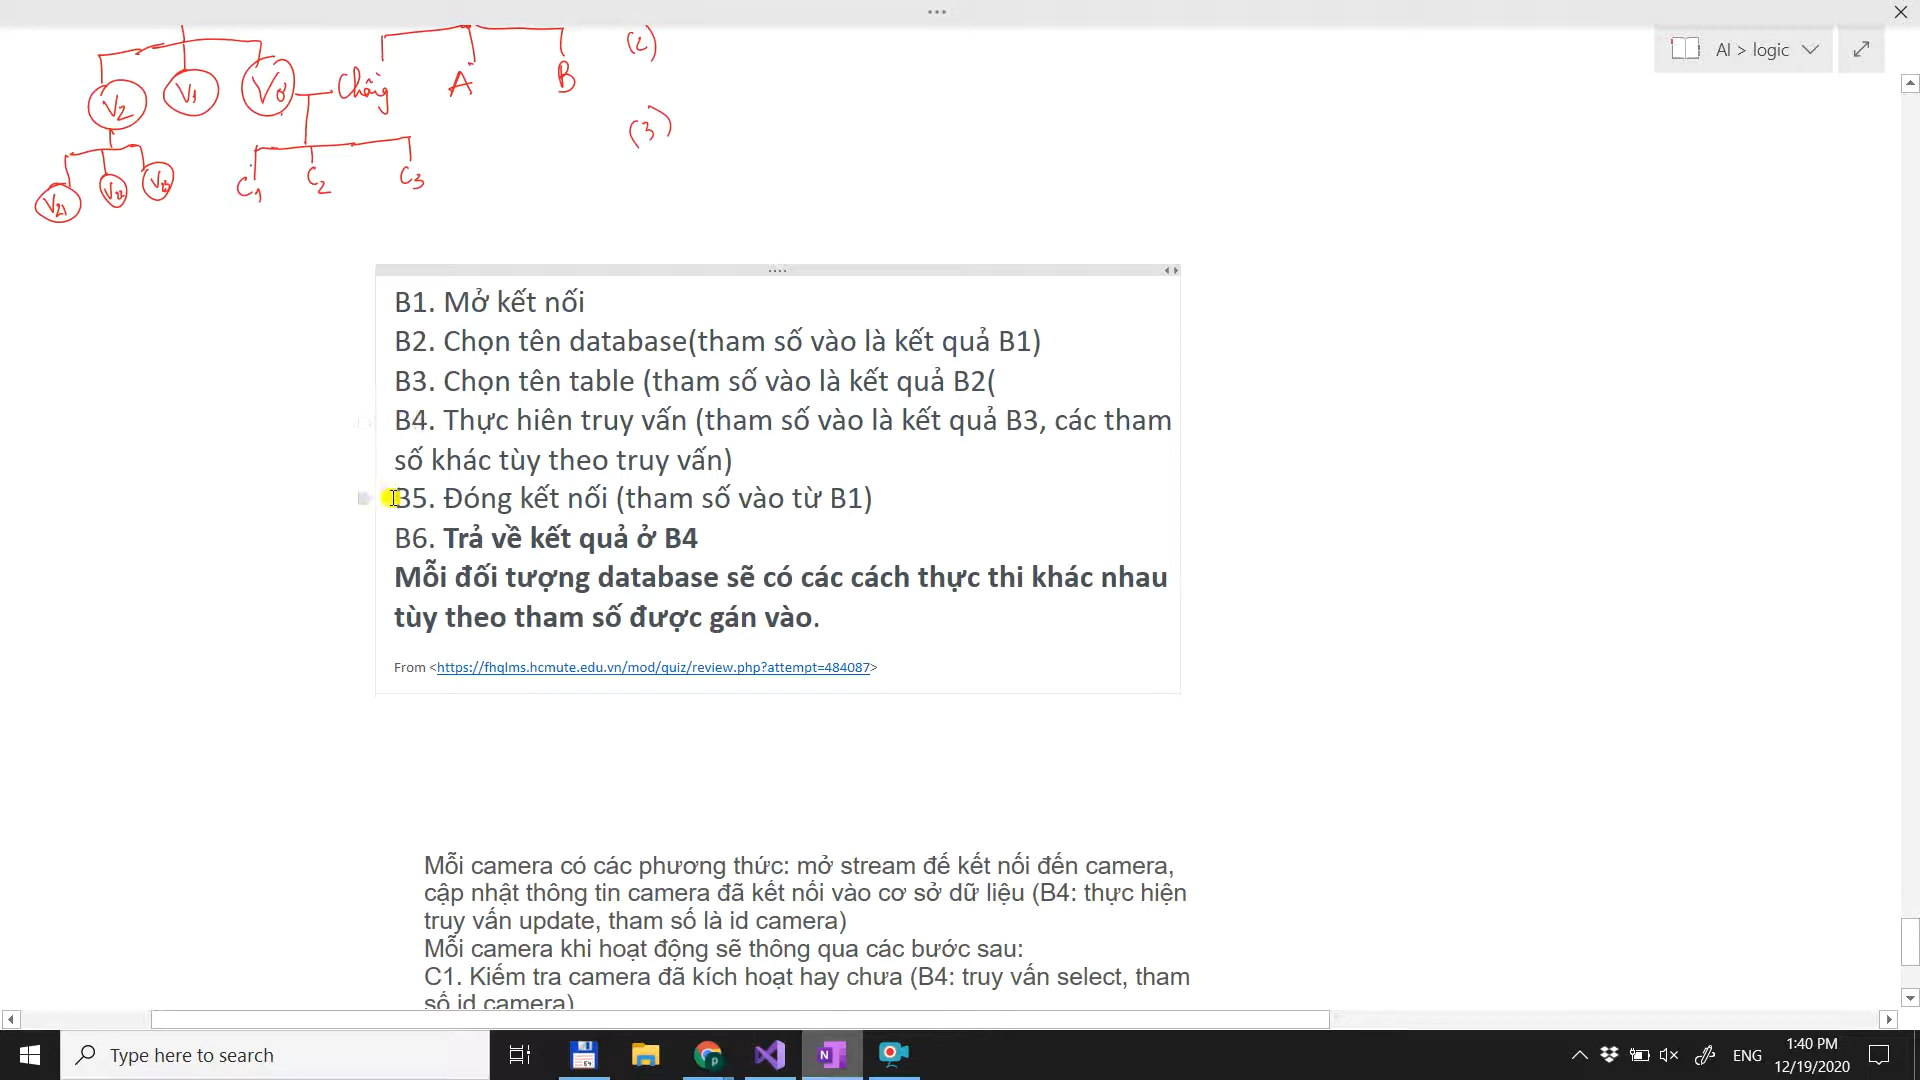 AI > logic
(2)
V2
V1
Vợ
Chồng
A
B
(3)
V21
V22
C1
C2
C3
B1. Mở kết nối
B2. Chọn tên database(tham số vào là kết quả B1)
B3. Chọn tên table (tham số vào là kết quả B2(
B4. Thực hiên truy vấn (tham số vào là kết quả B3, các tham
số khác tùy theo truy vấn)
B5. Đóng kết nối (tham số vào từ B1)
B6. Trả về kết quả ở B4
Mỗi đối tượng database sẽ có các cách thực thi khác nhau
tùy theo tham số được gán vào.
From <https://fhqlms.hcmute.edu.vn/mod/quiz/review.php?attempt=484087>
Mỗi camera có các phương thức: mở stream để kết nối đến camera,
cập nhật thông tin camera đã kết nối vào cơ sở dữ liệu (B4: thực hiện
truy vấn update, tham số là id camera)
Mỗi camera khi hoạt động sẽ thông qua các bước sau:
C1. Kiểm tra camera đã kích hoạt hay chưa (B4: truy vấn select, tham
số id camera)
Type here to search
ENG
1:40 PM
12/19/2020